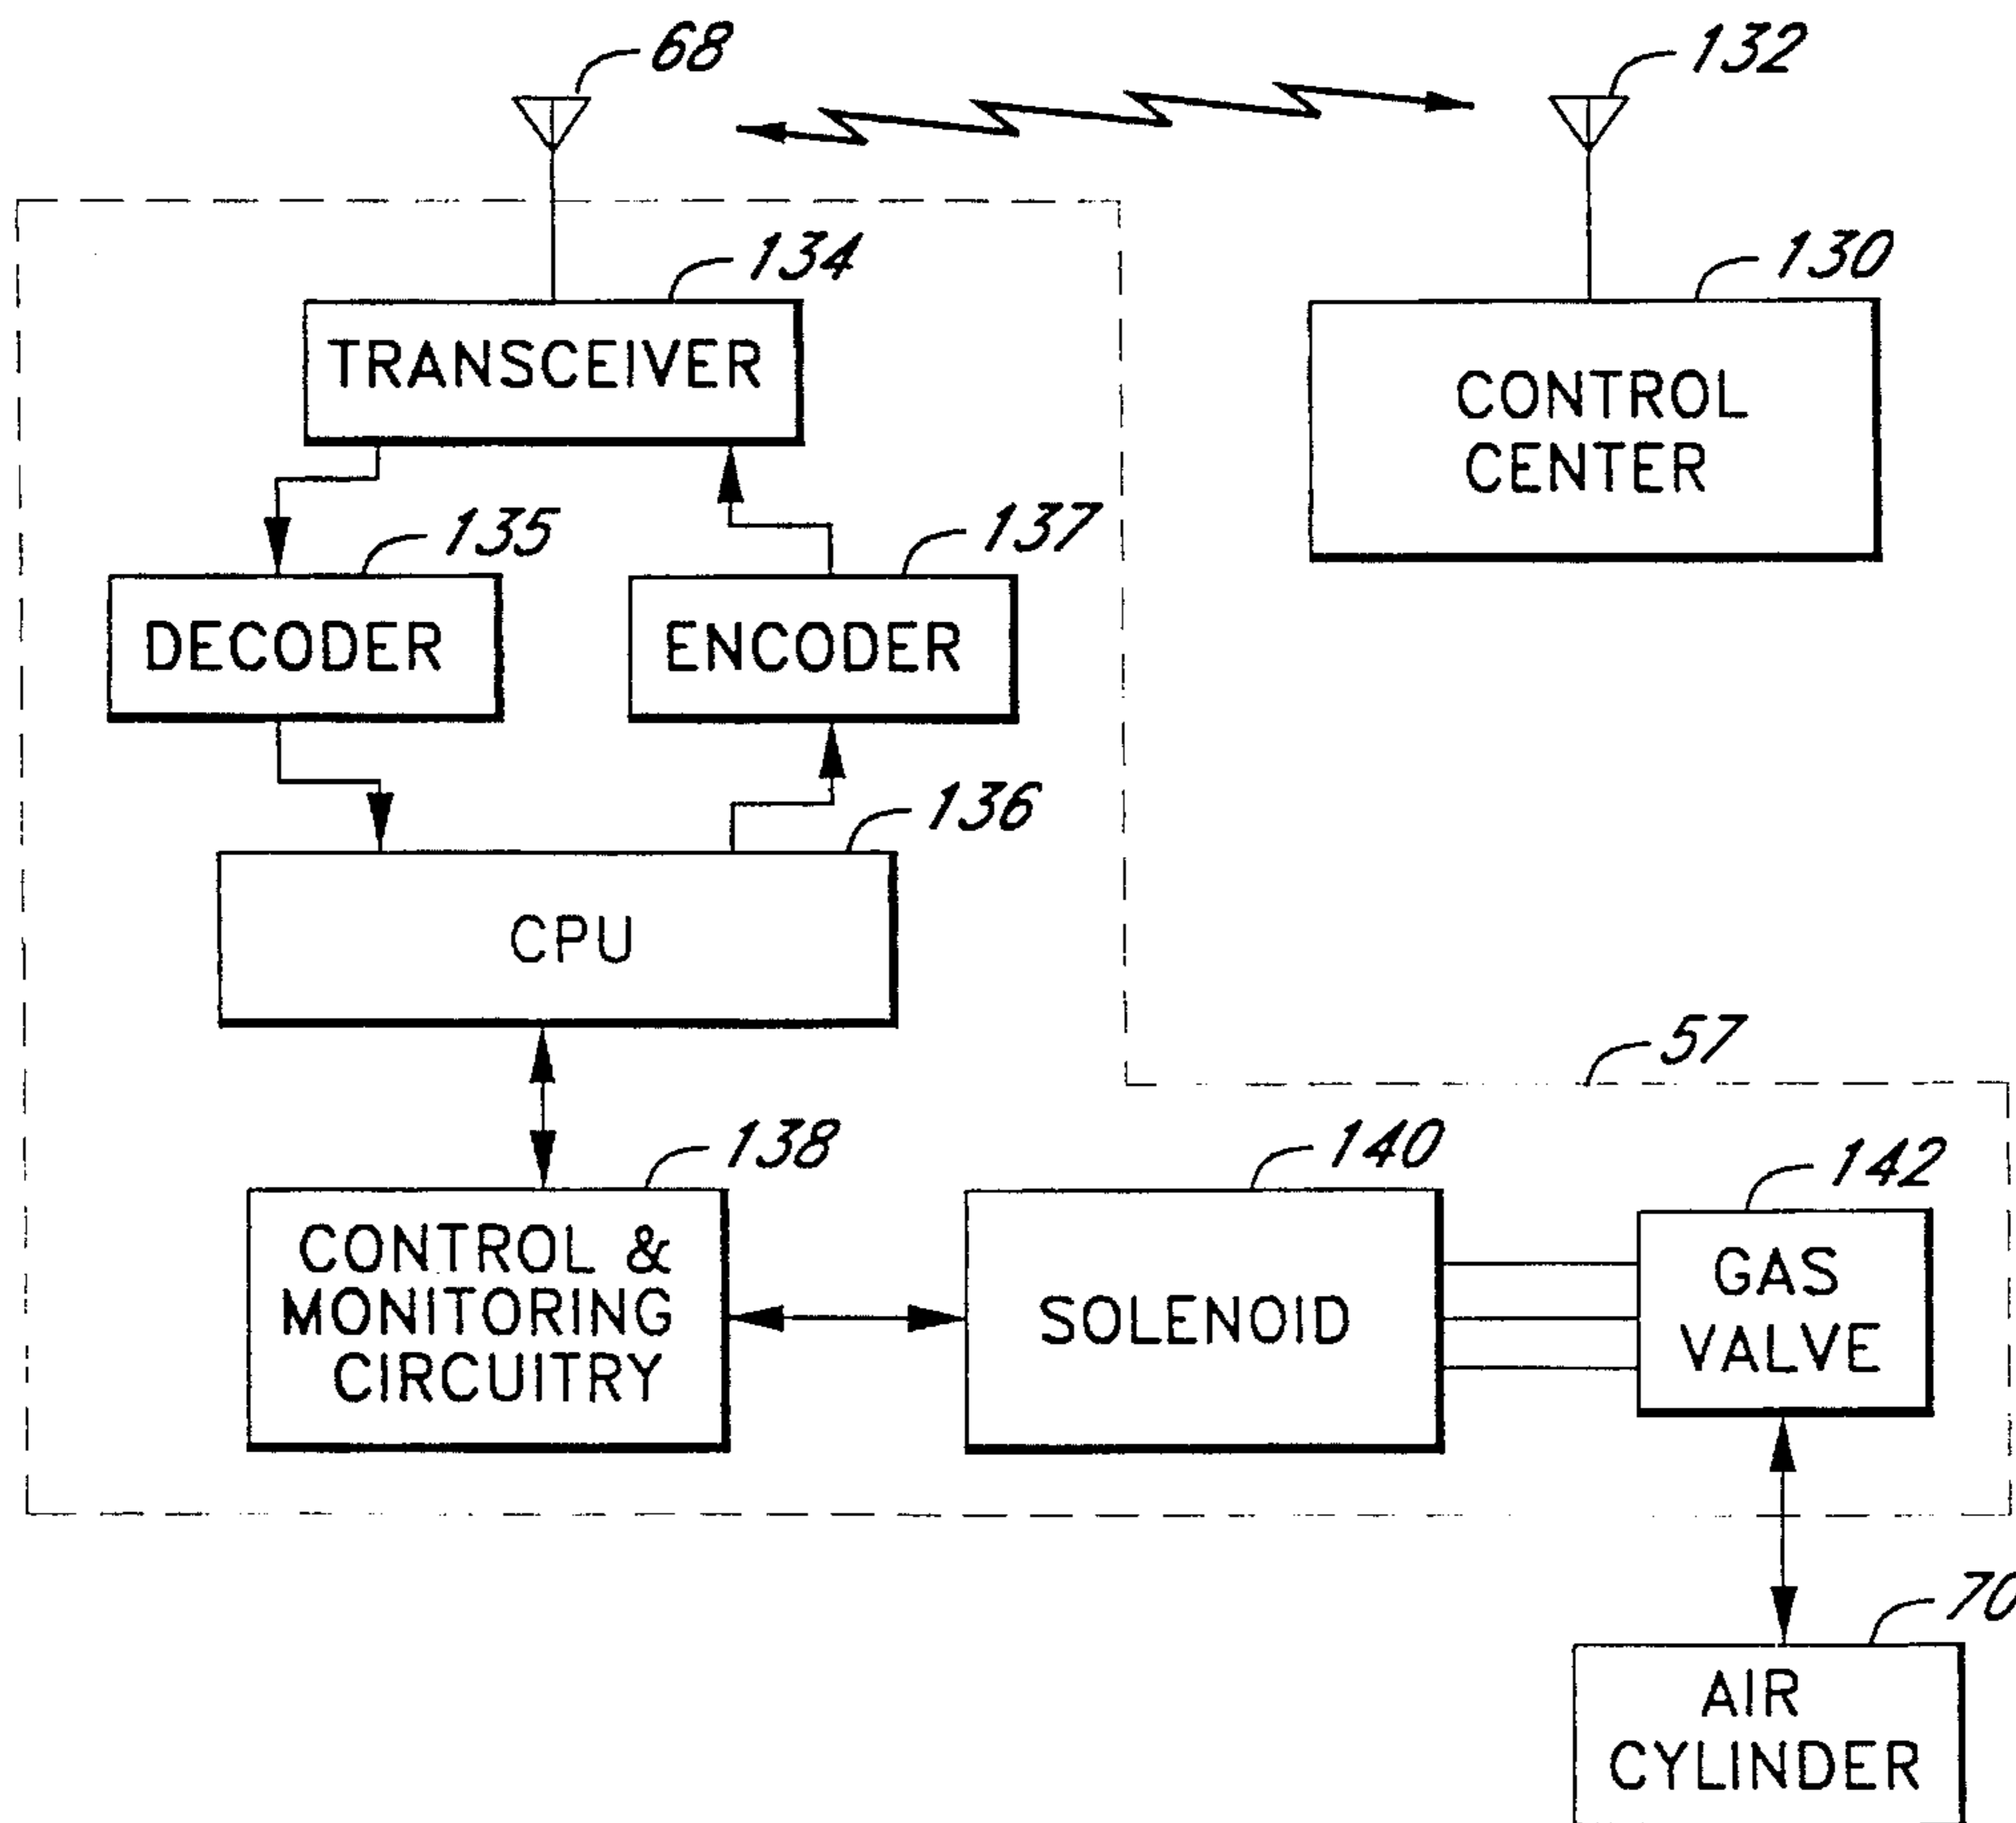 68
132
134
130
TRANSCEIVER
CONTROL
CENTER
135
137
DECODER
ENCODER
136
CPU
57
138
140
142
CONTROL &
MONITORING
CIRCUITRY
SOLENOID
GAS
VALVE
70
AIR
CYLINDER